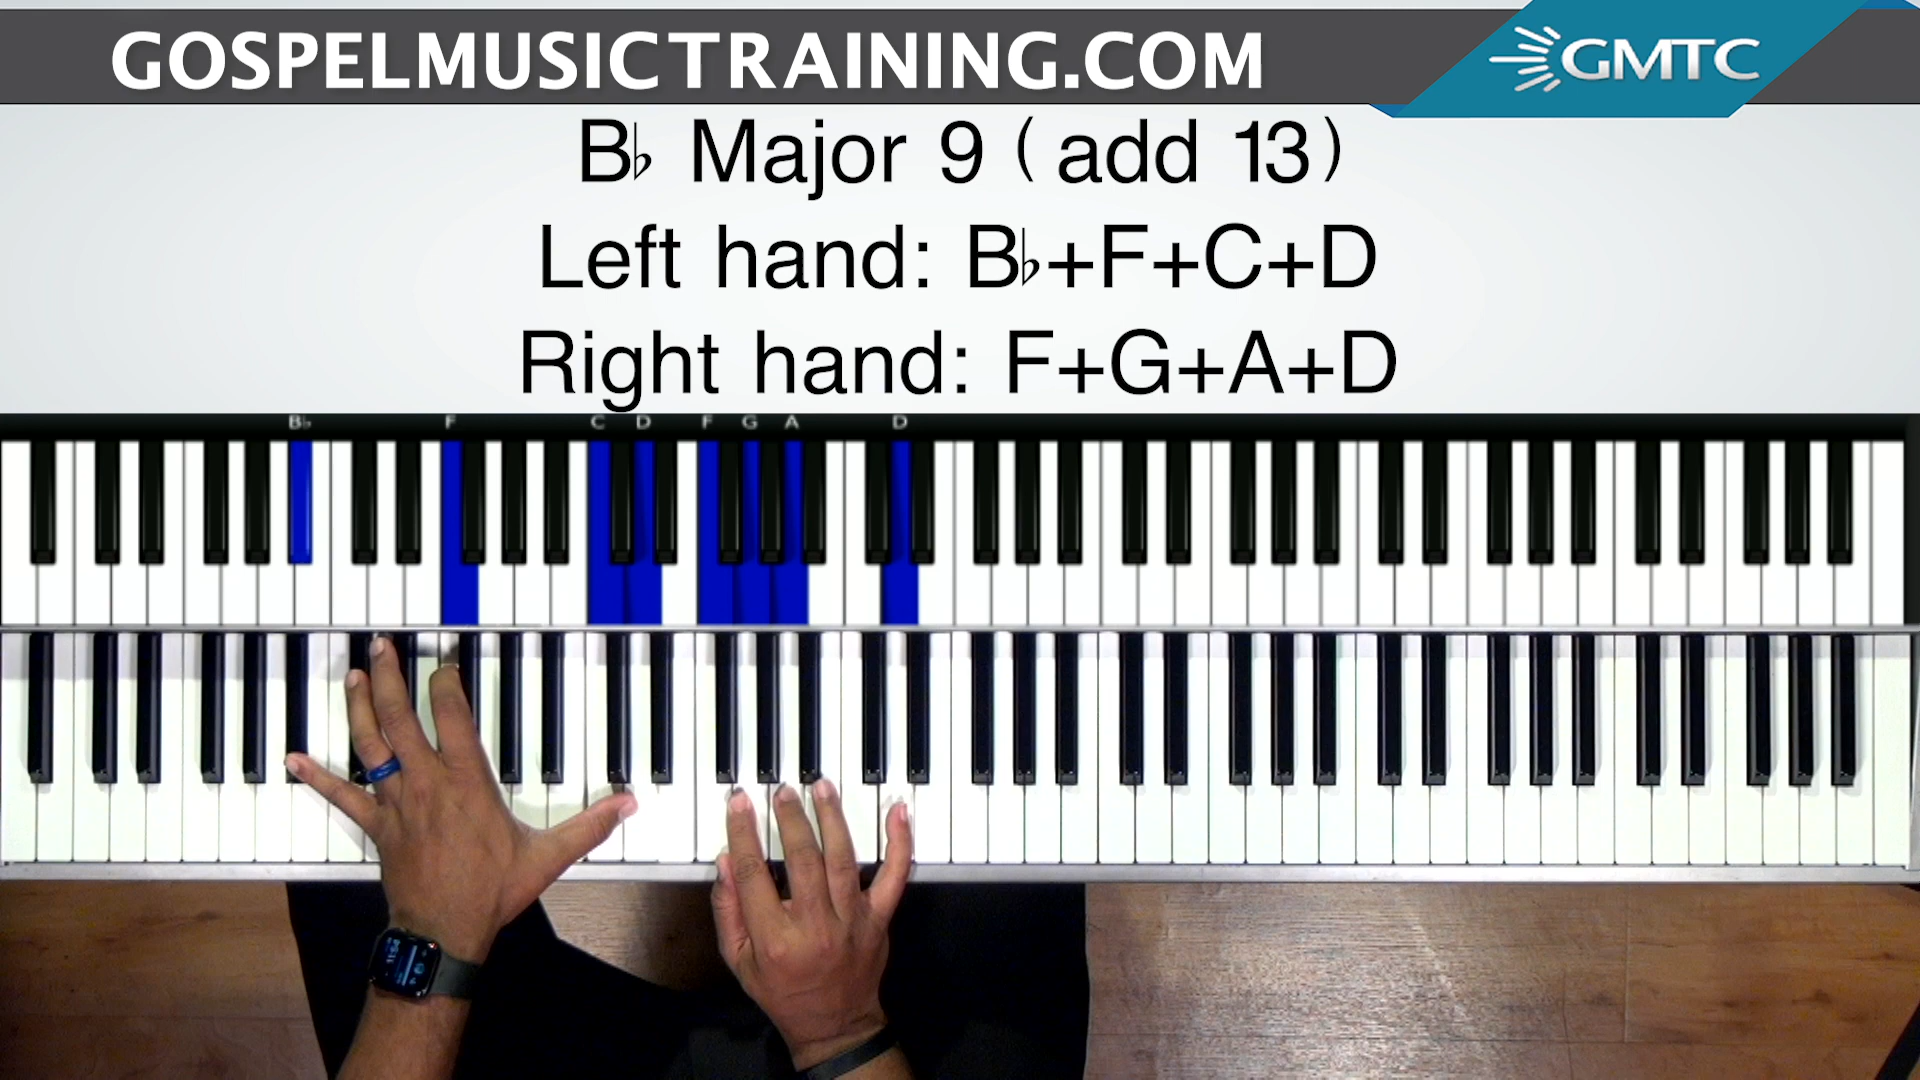 GOSPELMUSICTRAINING.COM
GMTC
B♭ Major 9 (add 13)
Left hand: B♭+F+C+D
Right hand: F+G+A+D
B♭ F C D F G A D